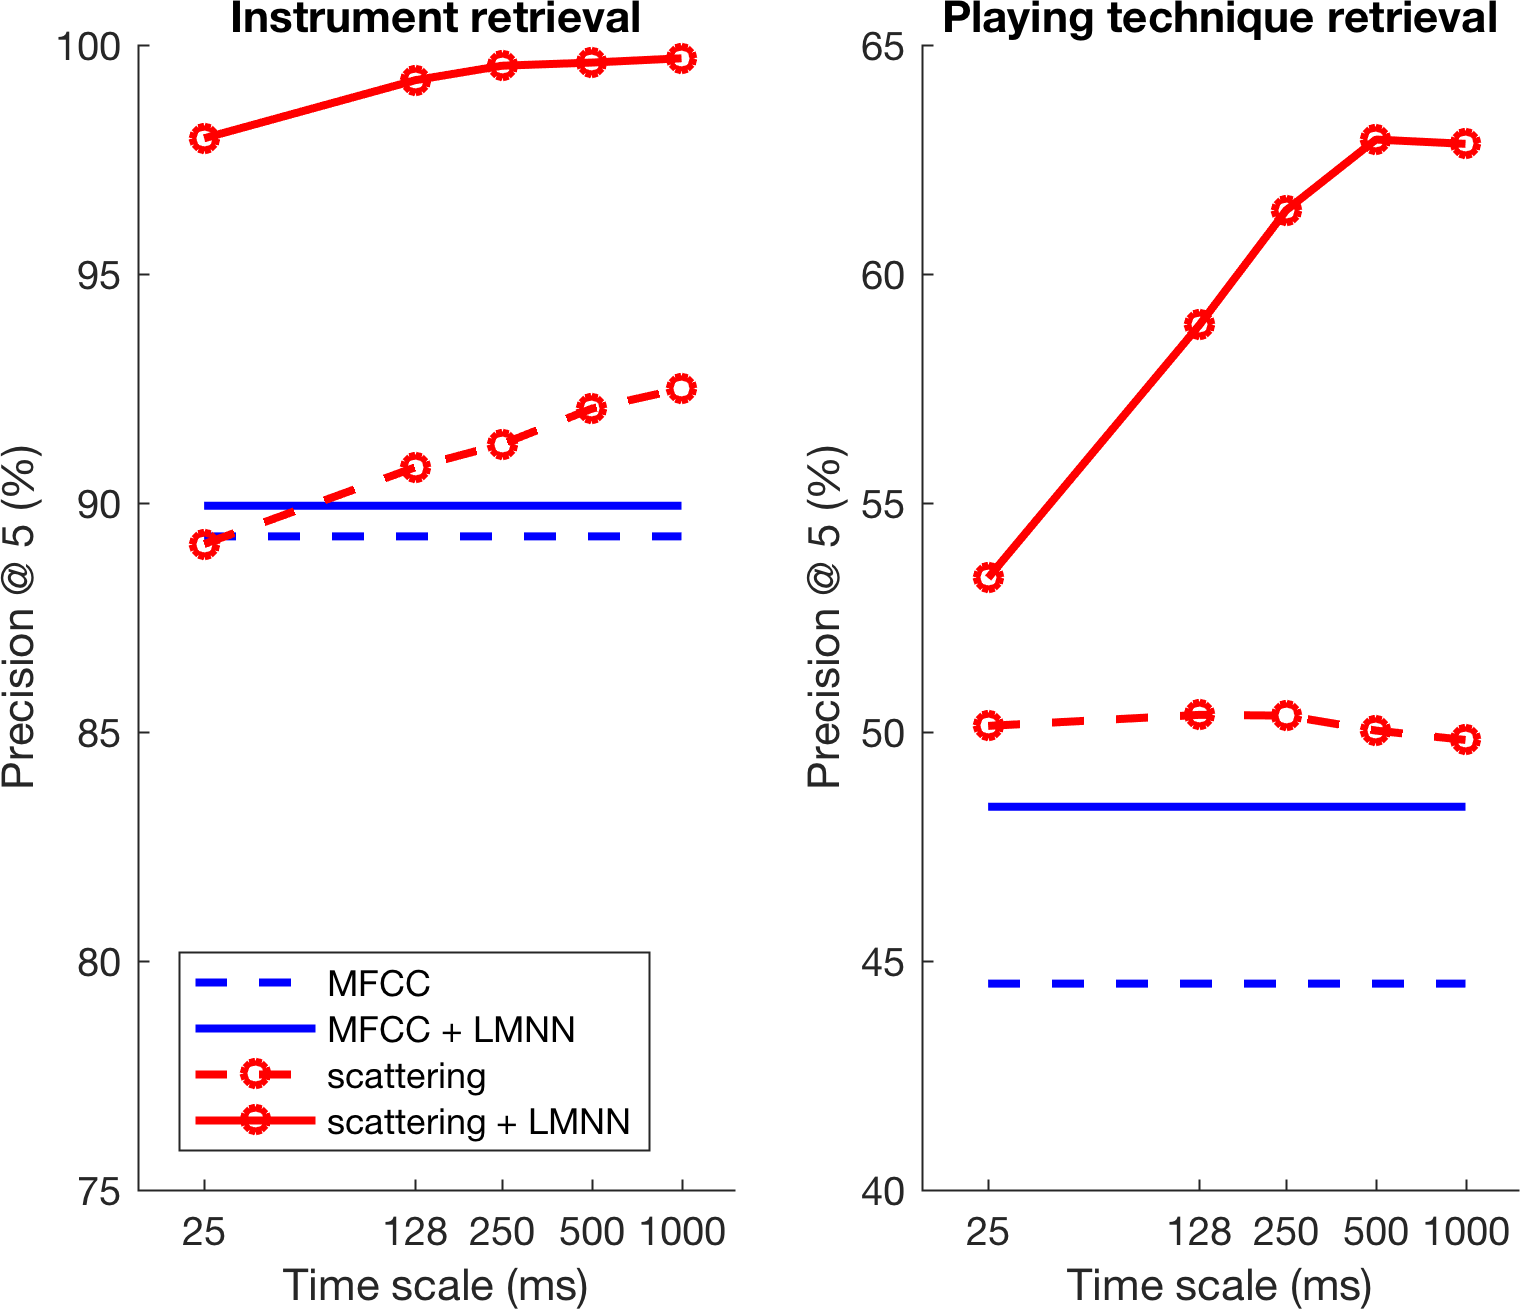 Instrument retrieval
100
95
90
85
80
75
Precision @ 5 (%)
MFCC
MFCC + LMNN
scattering
scattering + LMNN
25 128 250 500 1000
Time scale (ms)
Playing technique retrieval
65
60
55
50
45
40
Precision @ 5 (%)
25 128 250 500 1000
Time scale (ms)